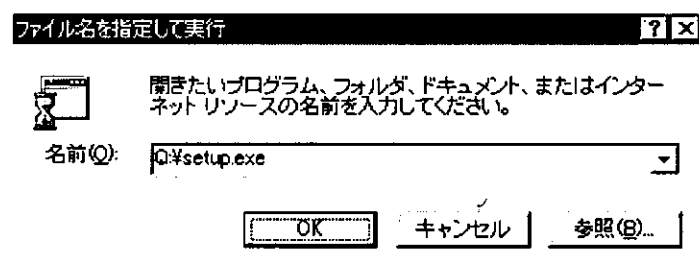 ファイル名を指定して実行
開きたいプログラム、フォルダ、ドキュメント、またはインター
ネット リソースの名前を入力してください。
名前(O):
Q:¥setup.exe
OK
キャンセル
参照(B)...